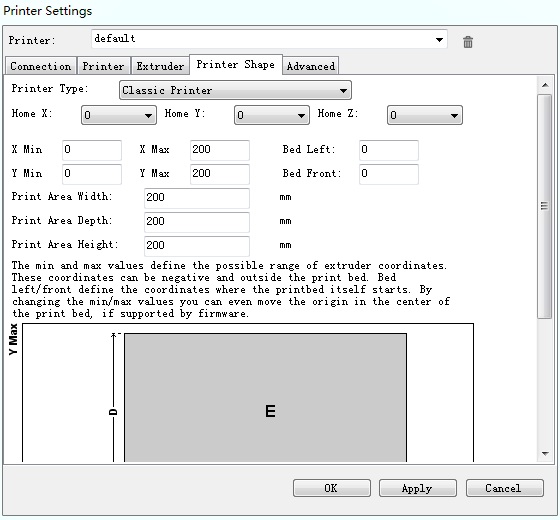 Printer Settings
Printer: default
Connection Printer Extruder Printer Shape Advanced
Printer Type: Classic Printer
Home X: 0 Home Y: 0 Home Z: 0
X Min 0 X Max 200 Bed Left: 0
Y Min 0 Y Max 200 Bed Front: 0
Print Area Width: 200 mm
Print Area Depth: 200 mm
Print Area Height: 200 mm
The min and max values define the possible range of extruder coordinates.
These coordinates can be negative and outside the print bed. Bed
left/front define the coordinates where the printbed itself starts. By
changing the min/max values you can even move the origin in the center of
the print bed, if supported by firmware.
Y Max
D
E
OK Apply Cancel